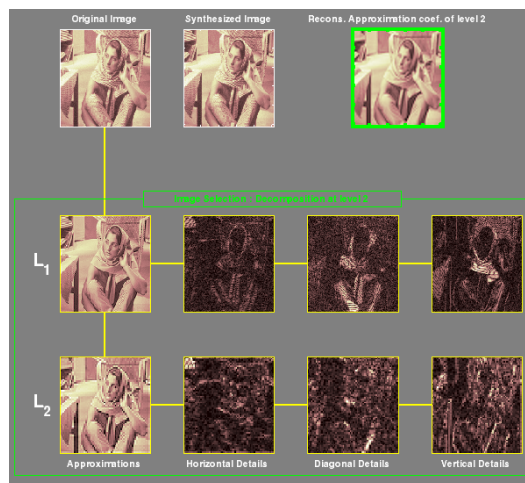 Original Image
Synthesized Image
Recons. Approximation coef. of level 2
Image Selection : Decomposition at level 2
L1
L2
Approximations
Horizontal Details
Diagonal Details
Vertical Details